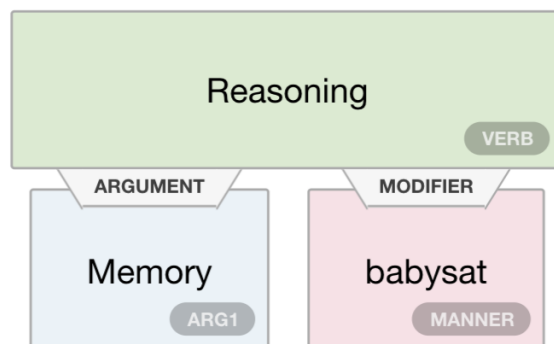 Reasoning
VERB
ARGUMENT MODIFIER
Memory babysat
ARG1 MANNER